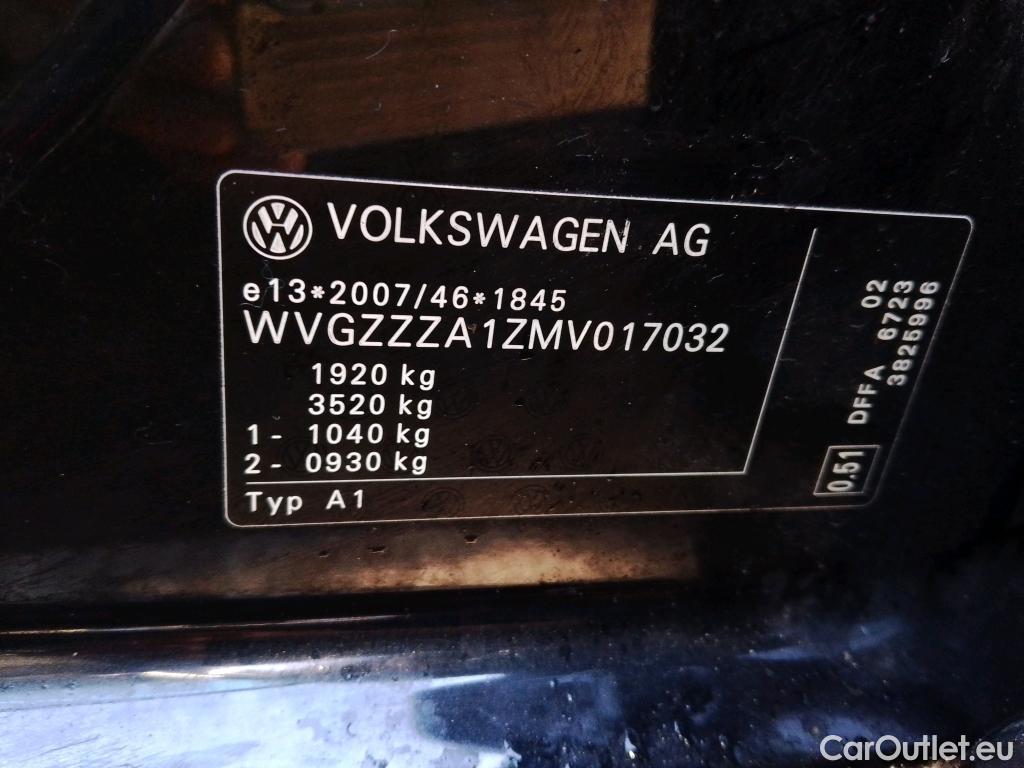 VOLKSWAGEN AG
e13*2007/46*1845
WVGZZZA1ZMV017032
1920 kg
3520 kg
1 - 1040 kg
2 - 0930 kg
Typ A1
0.51
DFFA 6723 02
3825996
CarOutlet.eu